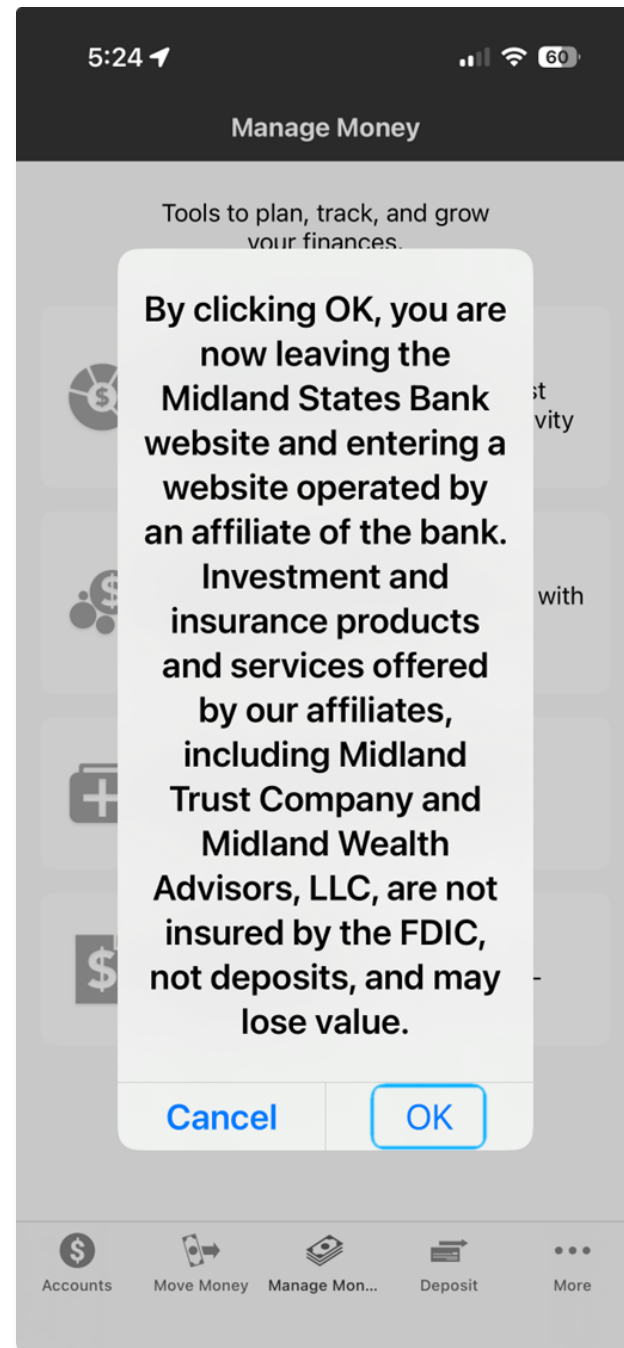 5:24
60
Manage Money
Tools to plan, track, and grow
your finances.
By clicking OK, you are
now leaving the
Midland States Bank
website and entering a
website operated by
an affiliate of the bank.
Investment and
insurance products
and services offered
by our affiliates,
including Midland
Trust Company and
Midland Wealth
Advisors, LLC, are not
insured by the FDIC,
not deposits, and may
lose value.
vity
with
-
Cancel
OK
Accounts
Move Money
Manage Mon...
Deposit
More